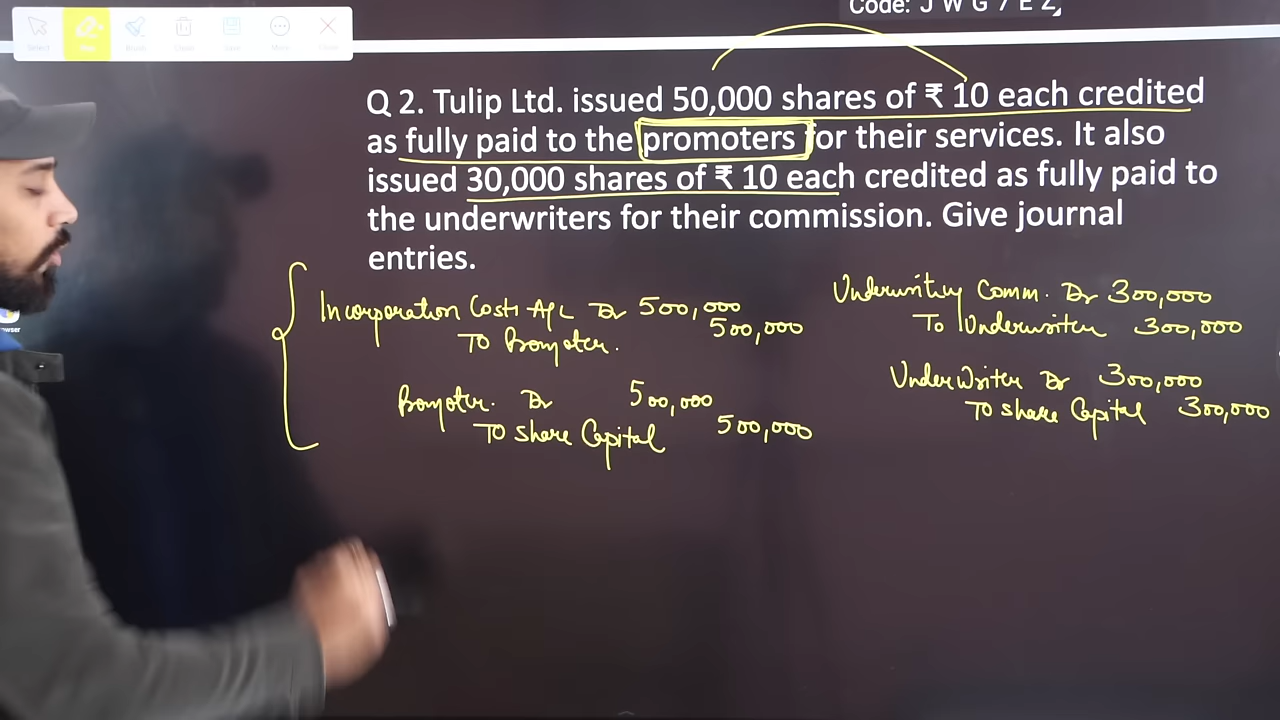 Code: J W G 7 E Z
Select
More
Q 2. Tulip Ltd. issued 50,000 shares of ₹ 10 each credited
as fully paid to the promoters for their services. It also
issued 30,000 shares of ₹ 10 each credited as fully paid to
the underwriters for their commission. Give journal
entries.
Incorporation Costs A/c Dr 500,000
To Promoter. 500,000
Promoter. Dr 500,000
To Share Capital 500,000
Underwriting Comm. Dr 300,000
To Underwriter 300,000
UnderWriter Dr 300,000
To Share Capital 300,000